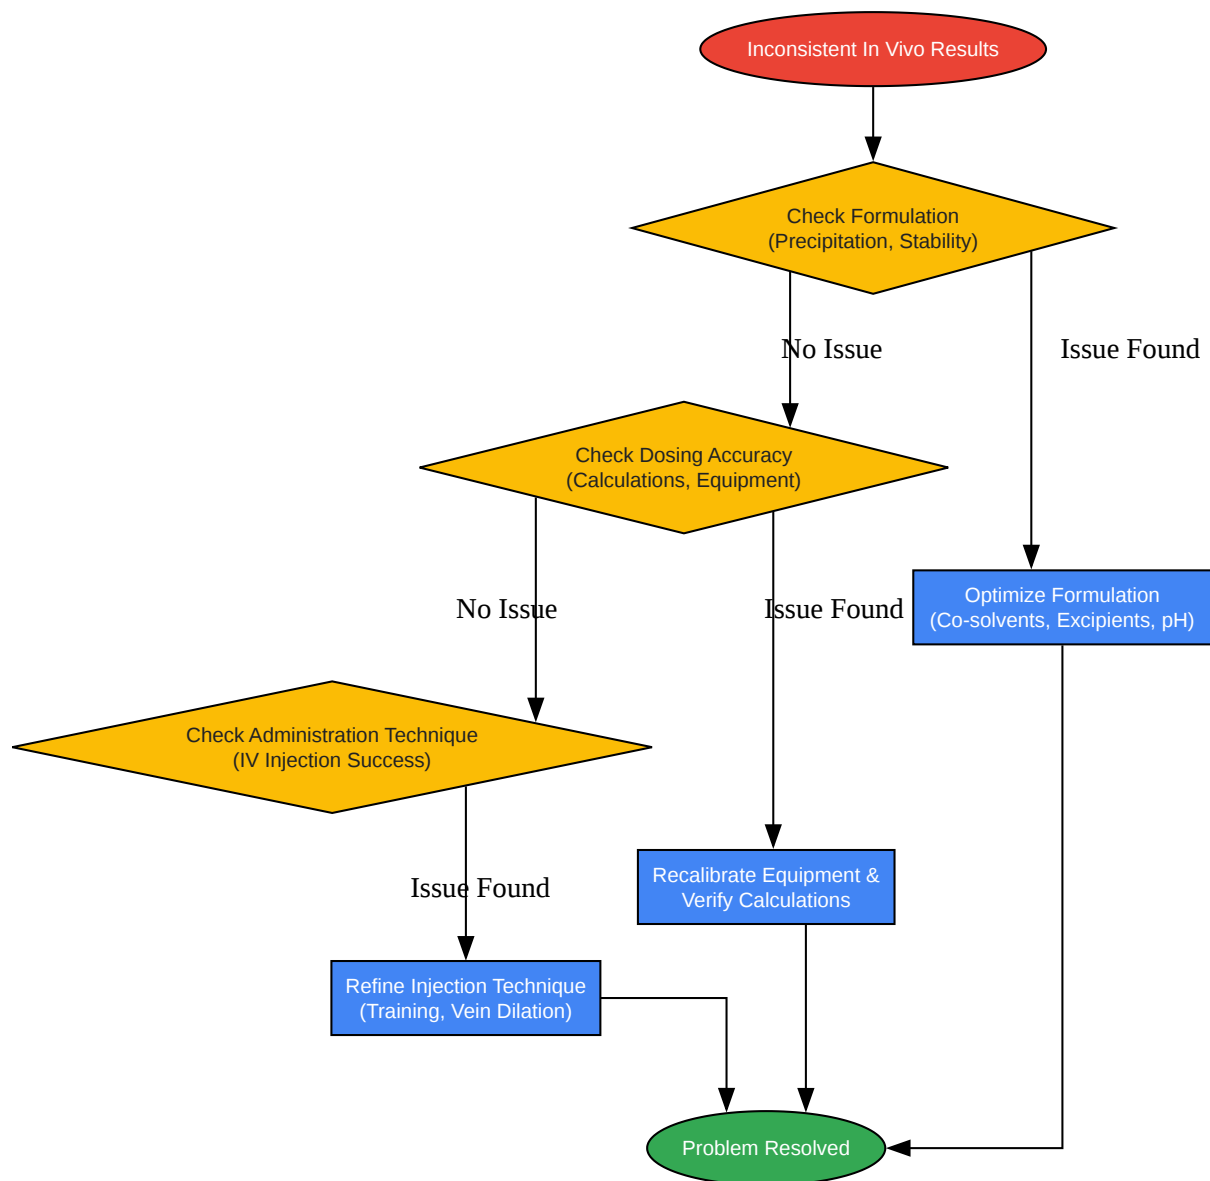 Inconsistent In Vivo Results
Check Formulation
(Precipitation, Stability)
No Issue
Issue Found
Check Dosing Accuracy
(Calculations, Equipment)
No Issue
Issue Found
Optimize Formulation
(Co-solvents, Excipients, pH)
Check Administration Technique
(IV Injection Success)
Issue Found
Recalibrate Equipment &
Verify Calculations
Refine Injection Technique
(Training, Vein Dilation)
Problem Resolved